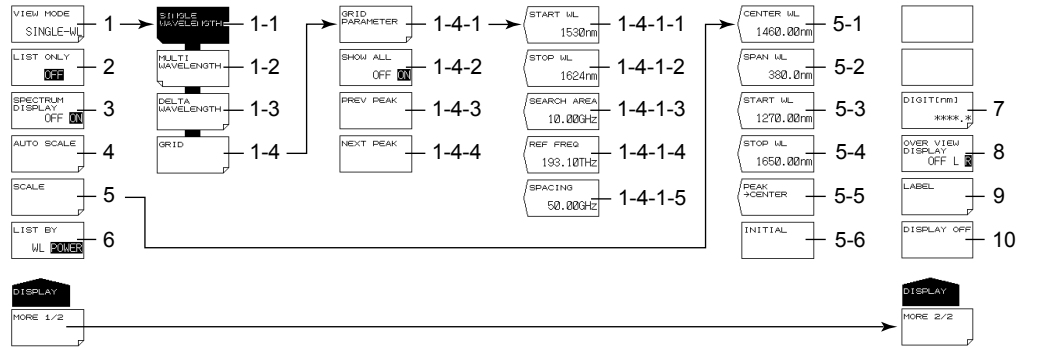 VIEW MODE
SINGLE-WL
1
LIST ONLY
OFF
2
SPECTRUM
DISPLAY
OFF ON
3
AUTO SCALE
4
SCALE
5
LIST BY
WL POWER
6
DISPLAY
MORE 1/2
SINGLE
WAVELENGTH
1-1
MULTI
WAVELENGTH
1-2
DELTA
WAVELENGTH
1-3
GRID
1-4
GRID
PARAMETER
1-4-1
SHOW ALL
OFF ON
1-4-2
PREV PEAK
1-4-3
NEXT PEAK
1-4-4
START WL
1530nm
1-4-1-1
STOP WL
1624nm
1-4-1-2
SEARCH AREA
10.00GHz
1-4-1-3
REF FREQ
193.10THz
1-4-1-4
SPACING
50.00GHz
1-4-1-5
CENTER WL
1460.00nm
5-1
SPAN WL
380.0nm
5-2
START WL
1270.00nm
5-3
STOP WL
1650.00nm
5-4
PEAK
→CENTER
5-5
INITIAL
5-6
DIGIT[nm]
****.*
7
OVER VIEW
DISPLAY
OFF L R
8
LABEL
9
DISPLAY OFF
10
DISPLAY
MORE 2/2